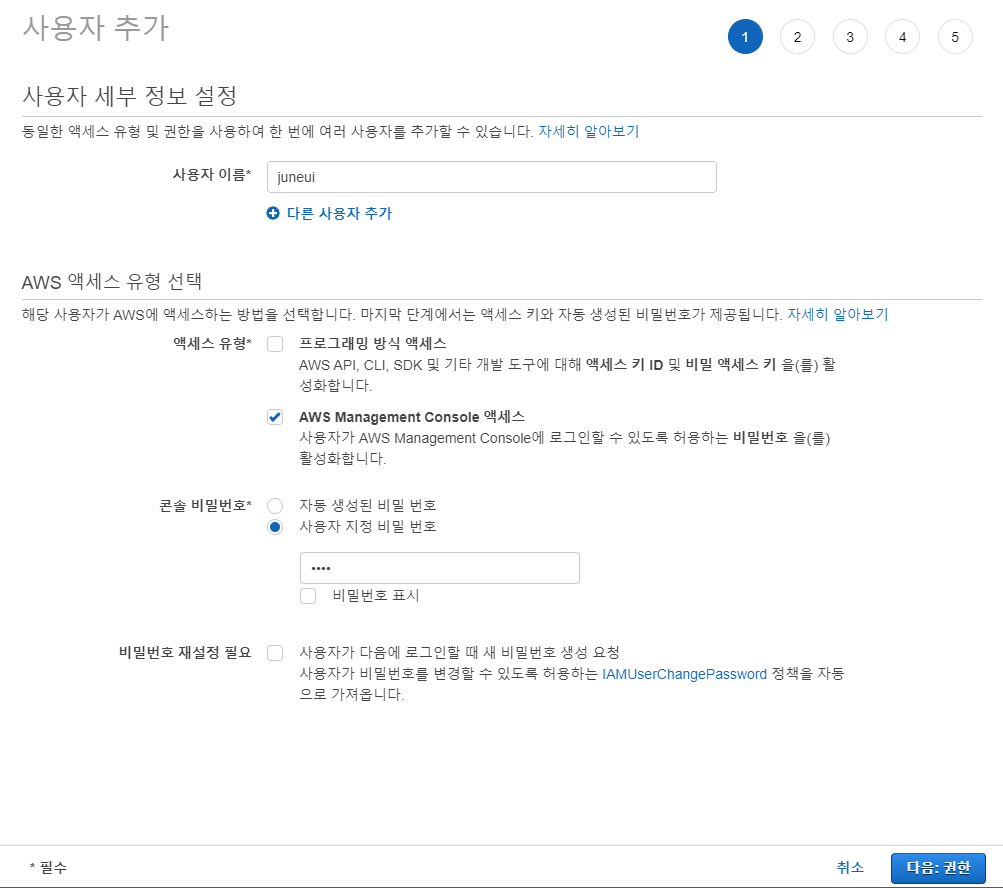 사용자 추가
1 2 3 4 5
사용자 세부 정보 설정
동일한 액세스 유형 및 권한을 사용하여 한 번에 여러 사용자를 추가할 수 있습니다. 자세히 알아보기
사용자 이름* juneui
다른 사용자 추가
AWS 액세스 유형 선택
해당 사용자가 AWS에 액세스하는 방법을 선택합니다. 마지막 단계에서는 액세스 키와 자동 생성된 비밀번호가 제공됩니다. 자세히 알아보기
액세스 유형* 프로그래밍 방식 액세스
AWS API, CLI, SDK 및 기타 개발 도구에 대해 액세스 키 ID 및 비밀 액세스 키 을(를) 활
성화합니다.
AWS Management Console 액세스
사용자가 AWS Management Console에 로그인할 수 있도록 허용하는 비밀번호 을(를)
활성화합니다.
콘솔 비밀번호* 자동 생성된 비밀 번호
사용자 지정 비밀 번호
••••
비밀번호 표시
비밀번호 재설정 필요 사용자가 다음에 로그인할 때 새 비밀번호 생성 요청
사용자가 비밀번호를 변경할 수 있도록 허용하는 IAMUserChangePassword 정책을 자동
으로 가져옵니다.
* 필수 취소 다음: 권한